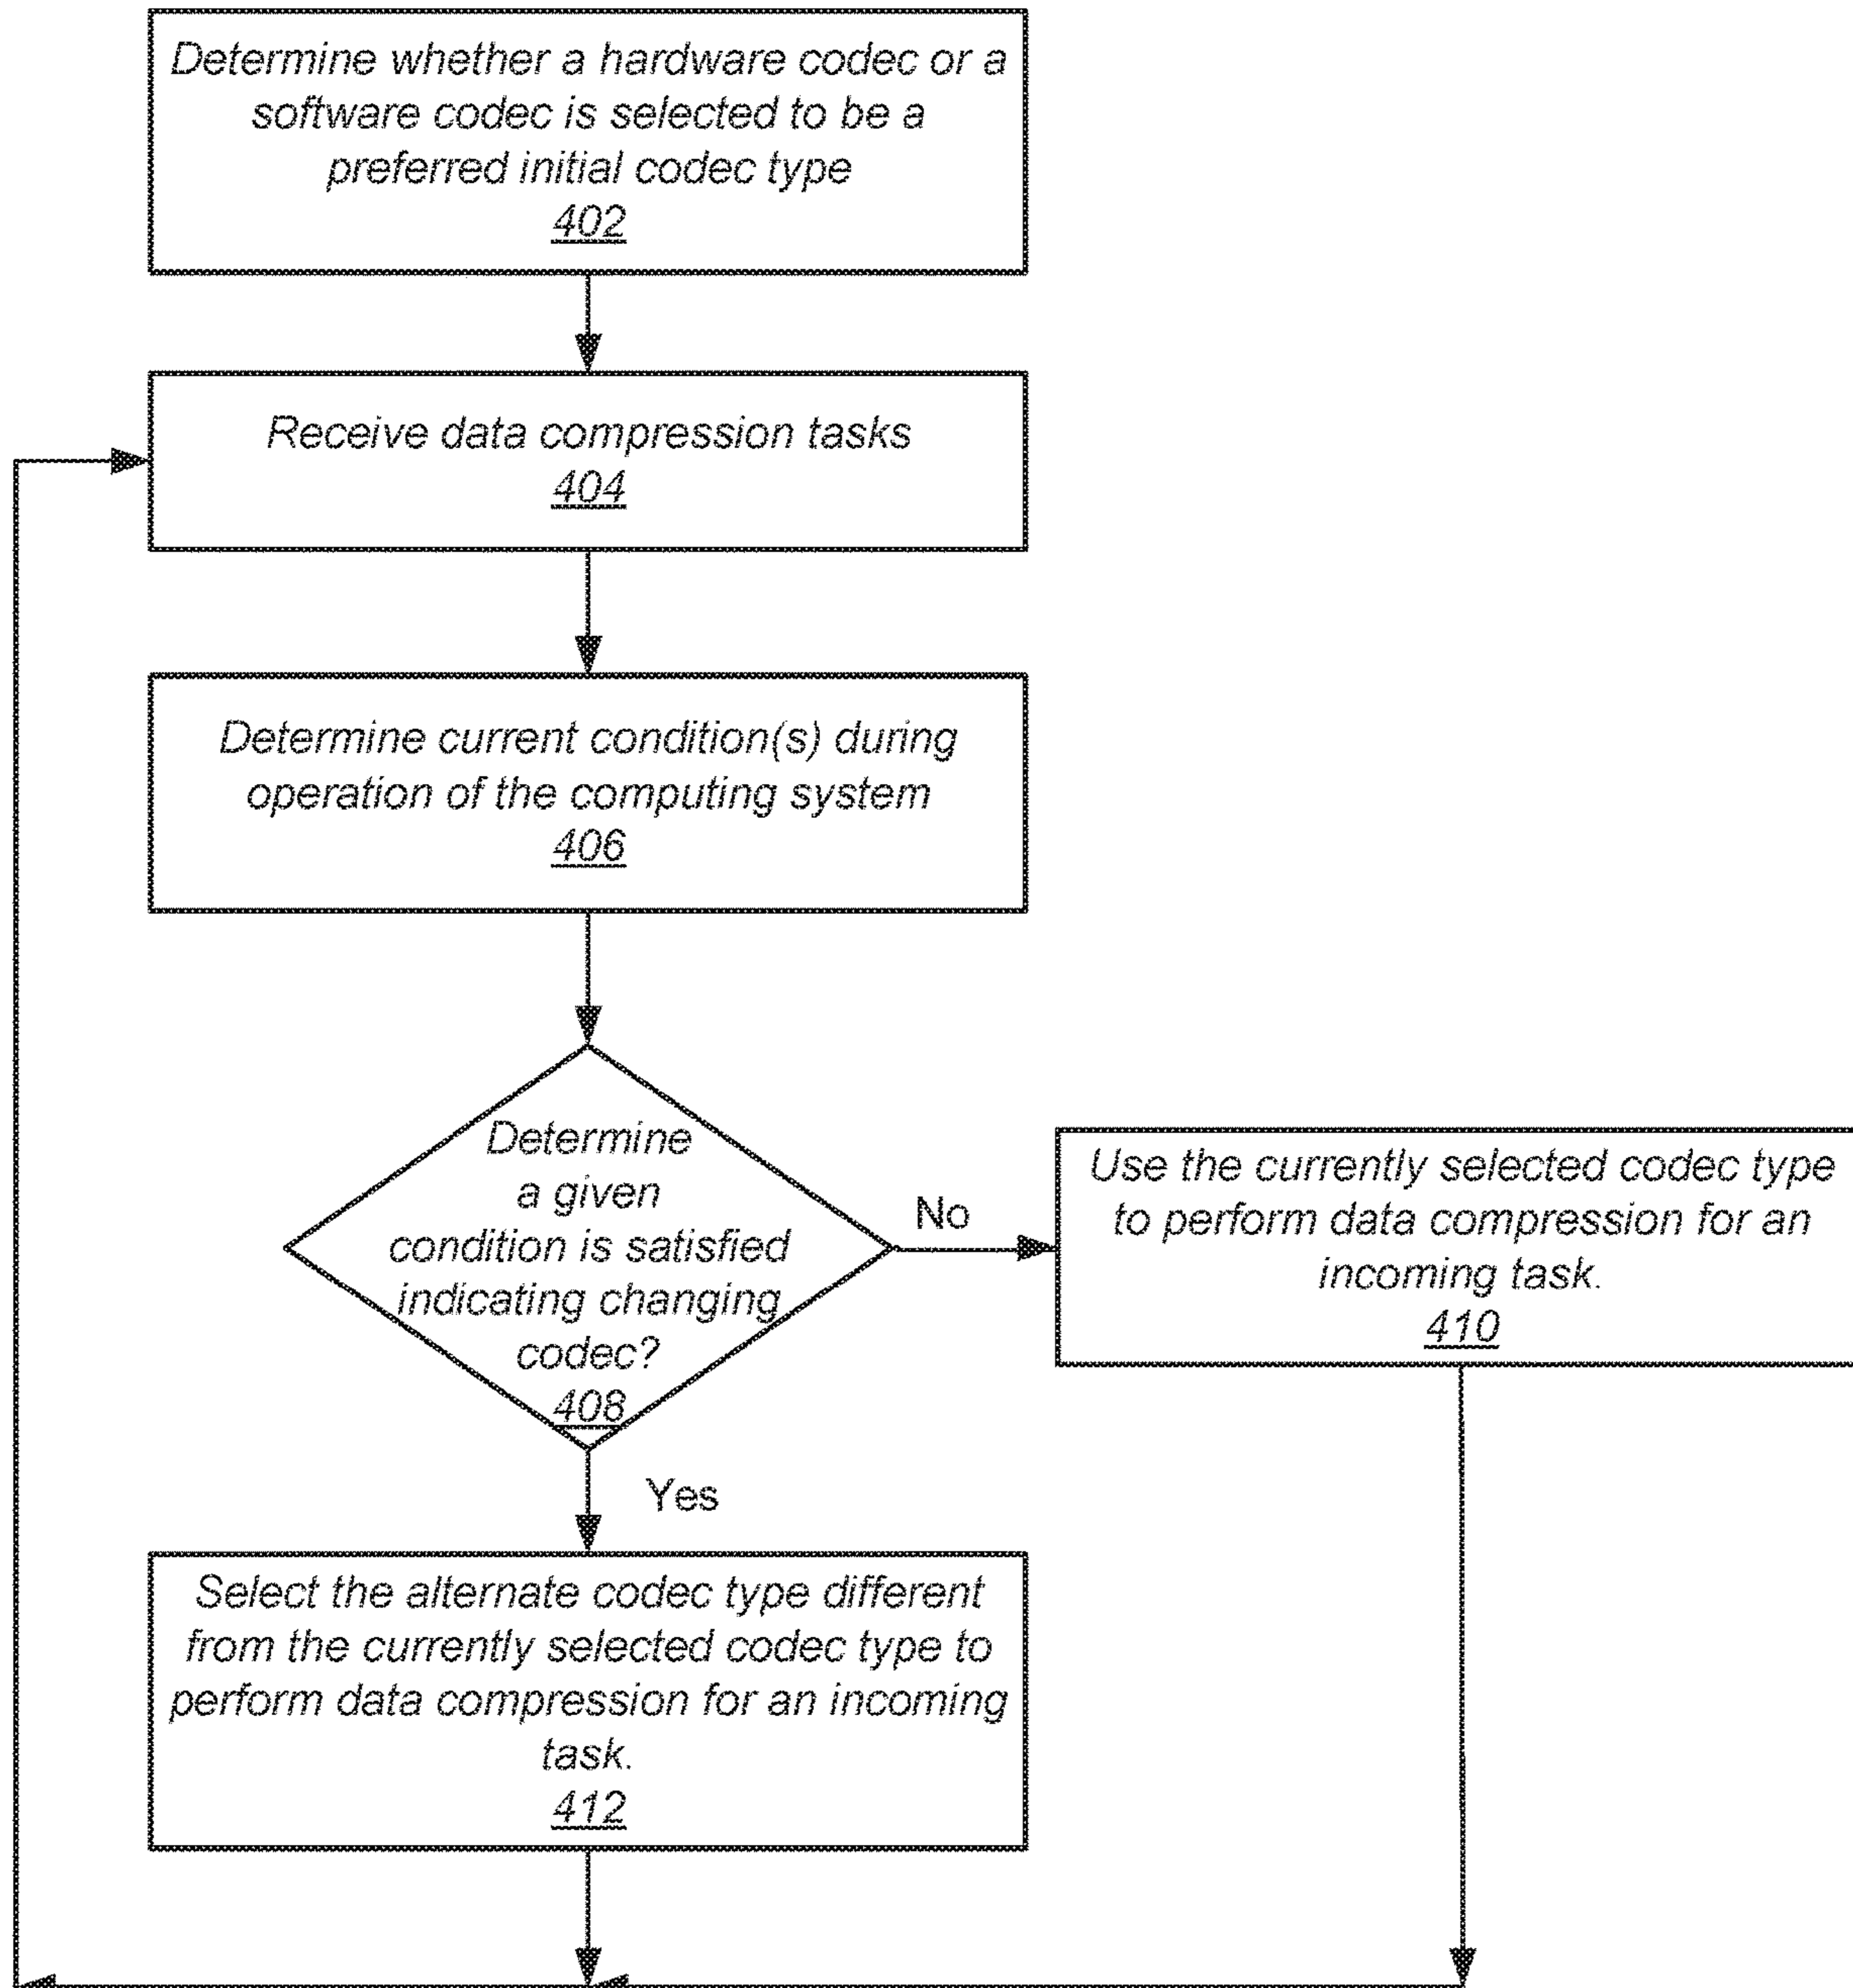 Determine whether a hardware codec or a
software codec is selected to be a
preferred initial codec type
402
Receive data compression tasks
404
Determine current condition(s) during
operation of the computing system
406
Determine
a given
condition is satisfied
indicating changing
codec?
408
No
Use the currently selected codec type
to perform data compression for an
incoming task.
410
Yes
Select the alternate codec type different
from the currently selected codec type to
perform data compression for an incoming
task.
412